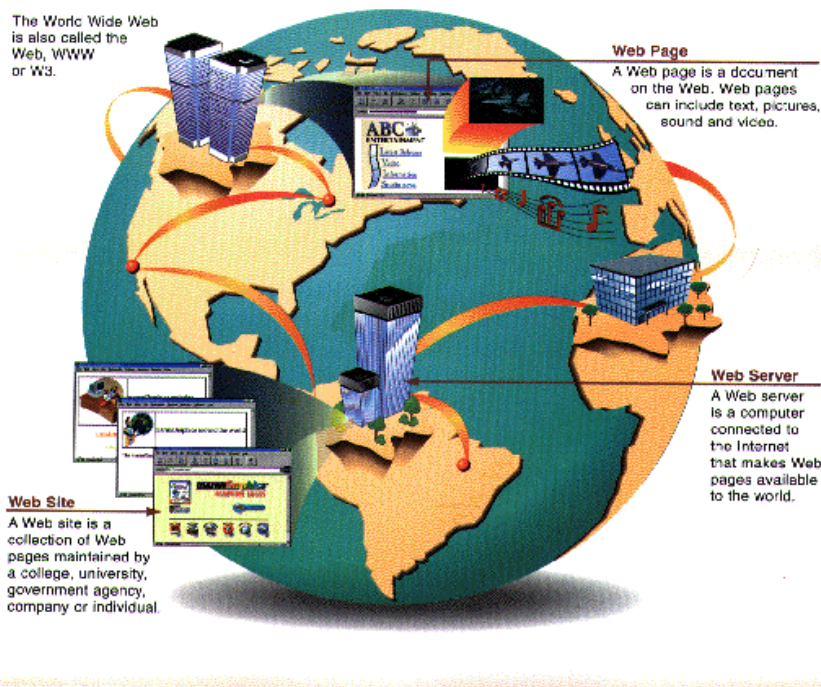 The World Wide Web
is also called the
Web, WWW
or W3.
Web Page
A Web page is a document
on the Web. Web pages
can include text, pictures,
sound and video.
ABC
ENTERTAINMENT
Video
Information
Web Server
A Web server
is a computer
connected to
the Internet
that makes Web
pages available
to the world.
Web Site
A Web site is a
collection of Web
pages maintained by
a college, university,
government agency,
company or individual.